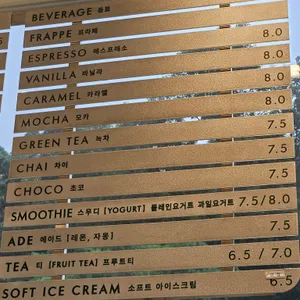 BEVERAGE 음료
FRAPPE 프라페
ESPRESSO 에스프레소 8.0
VANILLA 바닐라 8.0
CARAMEL 카라멜 8.0
MOCHA 모카 8.0
GREEN TEA 녹차 7.5
CHAI 차이 7.5
CHOCO 초코 7.5
SMOOTHIE 스무디 [YOGURT] 플레인요거트 과일요거트 7.5/8.0
ADE 에이드 [레몬, 자몽] 7.5
TEA 티 [FRUIT TEA] 프루트티 6.5 / 7.0
SOFT ICE CREAM 소프트 아이스크림 6.5